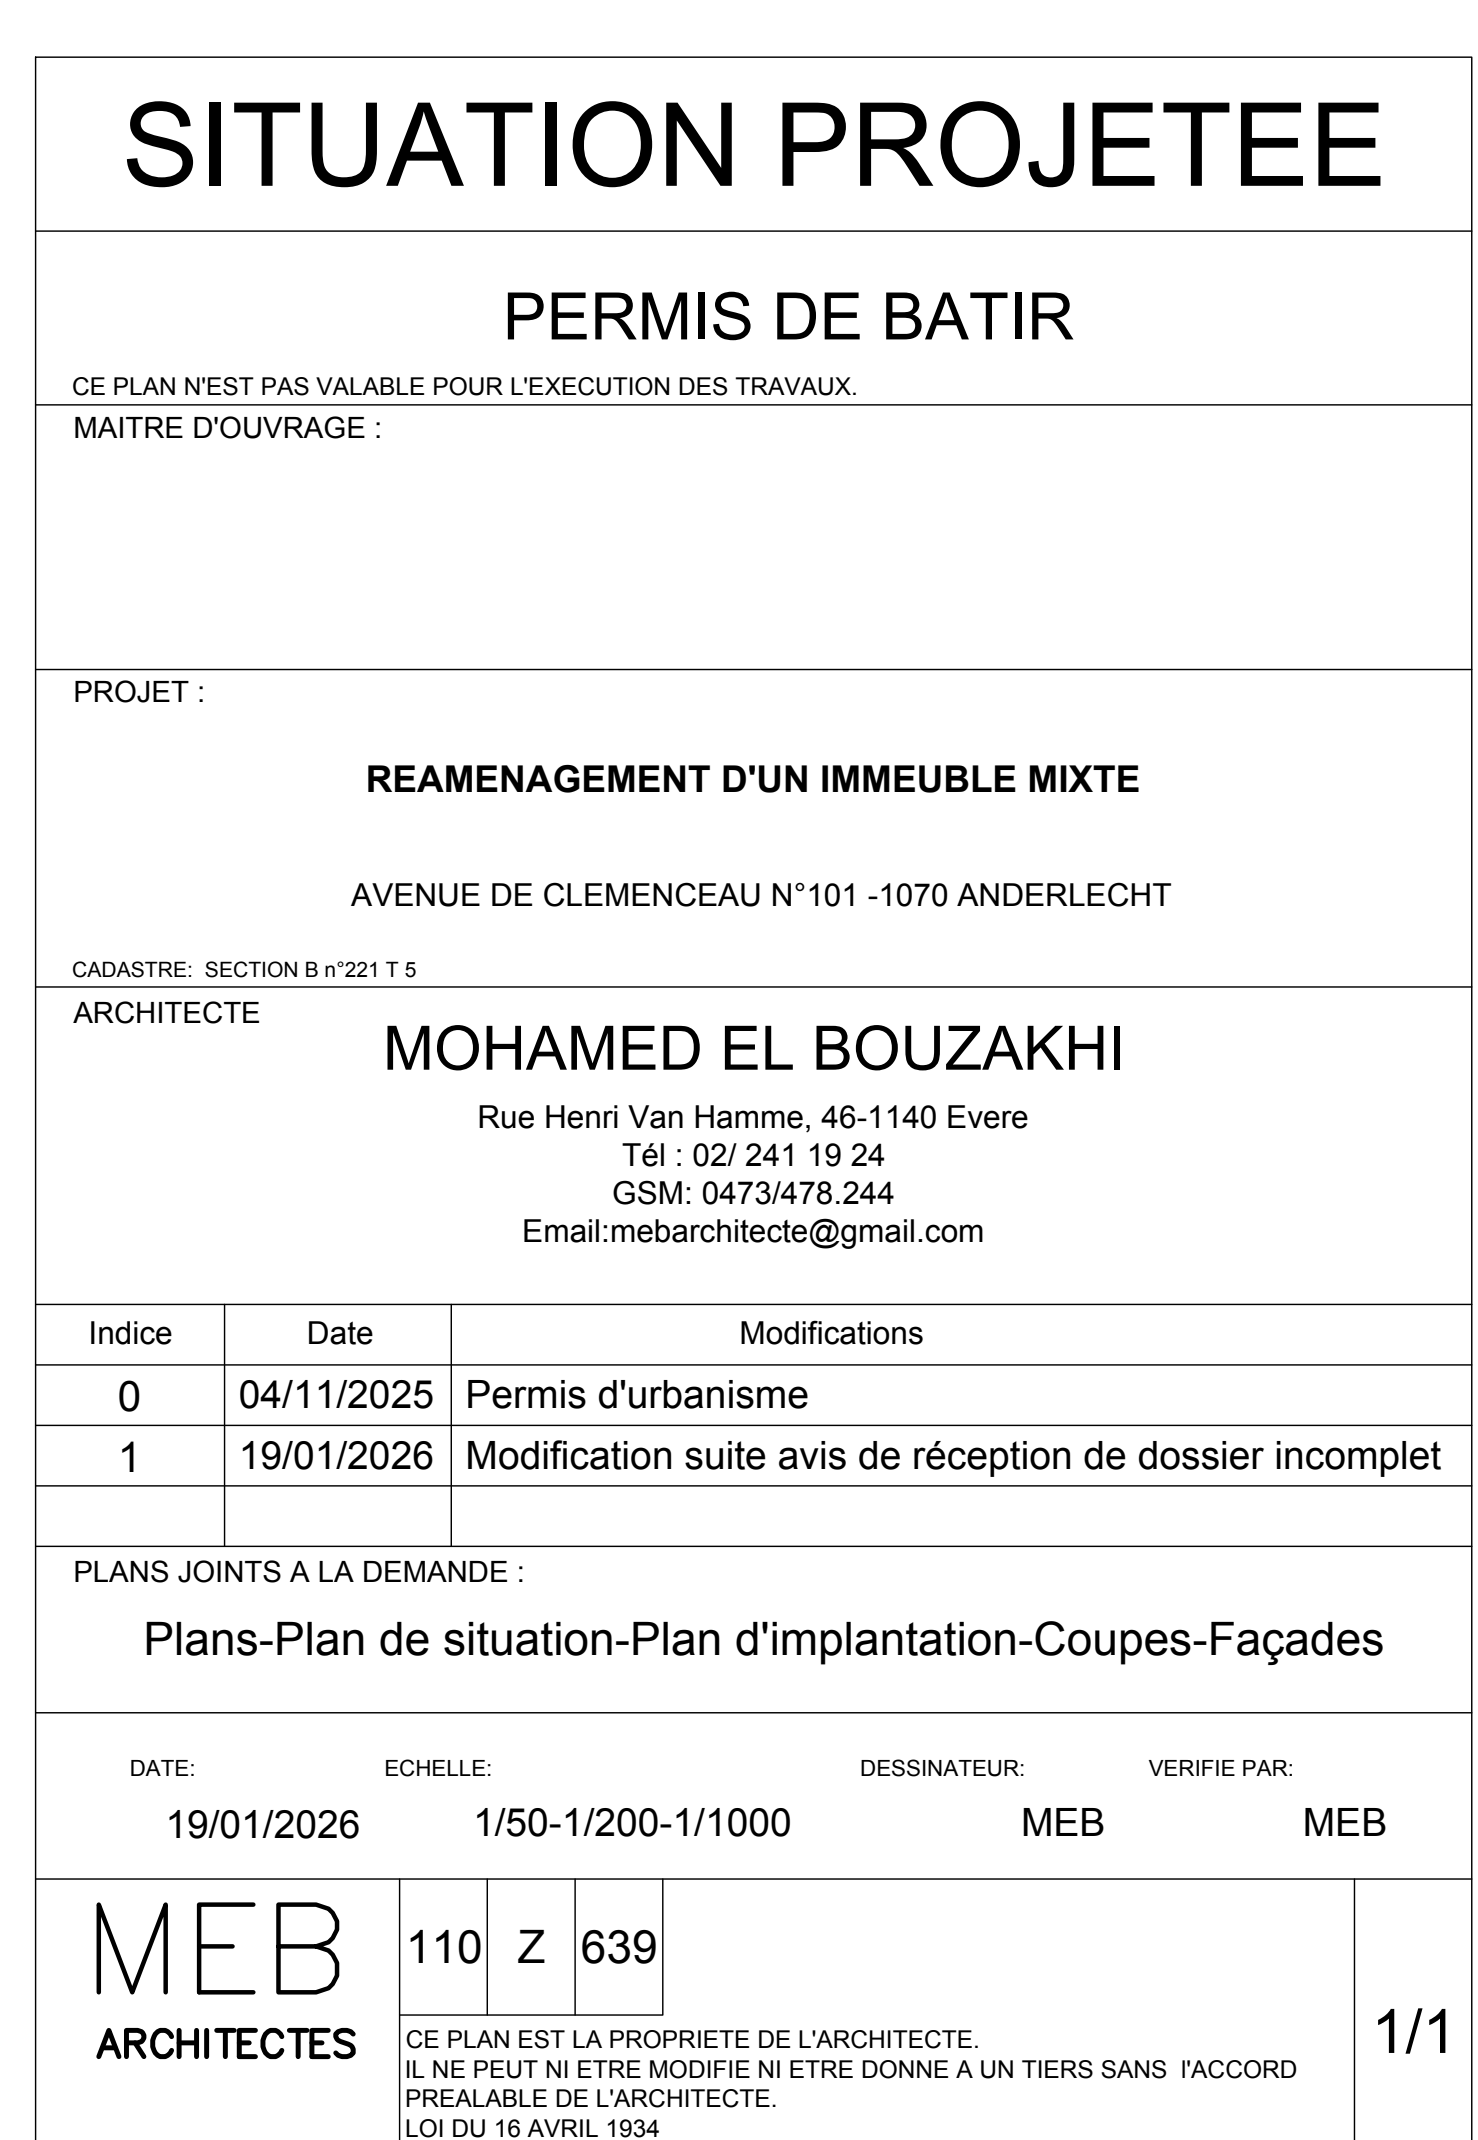 SITUATION PROJETEE
PERMIS DE BATIR
CE PLAN N'EST PAS VALABLE POUR L'EXECUTION DES TRAVAUX.
MAITRE D'OUVRAGE :
PROJET :
REAMENAGEMENT D'UN IMMEUBLE MIXTE
AVENUE DE CLEMENCEAU N°101 -1070 ANDERLECHT
CADASTRE: SECTION B n°221 T 5
ARCHITECTE
MOHAMED EL BOUZAKHI
Rue Henri Van Hamme, 46-1140 Evere
Tél : 02/ 241 19 24
GSM: 0473/478.244
Email:mebarchitecte@gmail.com
Indice Date Modifications
0 04/11/2025 Permis d'urbanisme
1 19/01/2026 Modification suite avis de réception de dossier incomplet
PLANS JOINTS A LA DEMANDE :
Plans-Plan de situation-Plan d'implantation-Coupes-Façades
DATE: ECHELLE: DESSINATEUR: VERIFIE PAR:
19/01/2026 1/50-1/200-1/1000 MEB MEB
MEB
ARCHITECTES
110 Z 639
CE PLAN EST LA PROPRIETE DE L'ARCHITECTE.
IL NE PEUT NI ETRE MODIFIE NI ETRE DONNE A UN TIERS SANS l'ACCORD
PREALABLE DE L'ARCHITECTE.
LOI DU 16 AVRIL 1934
1/1